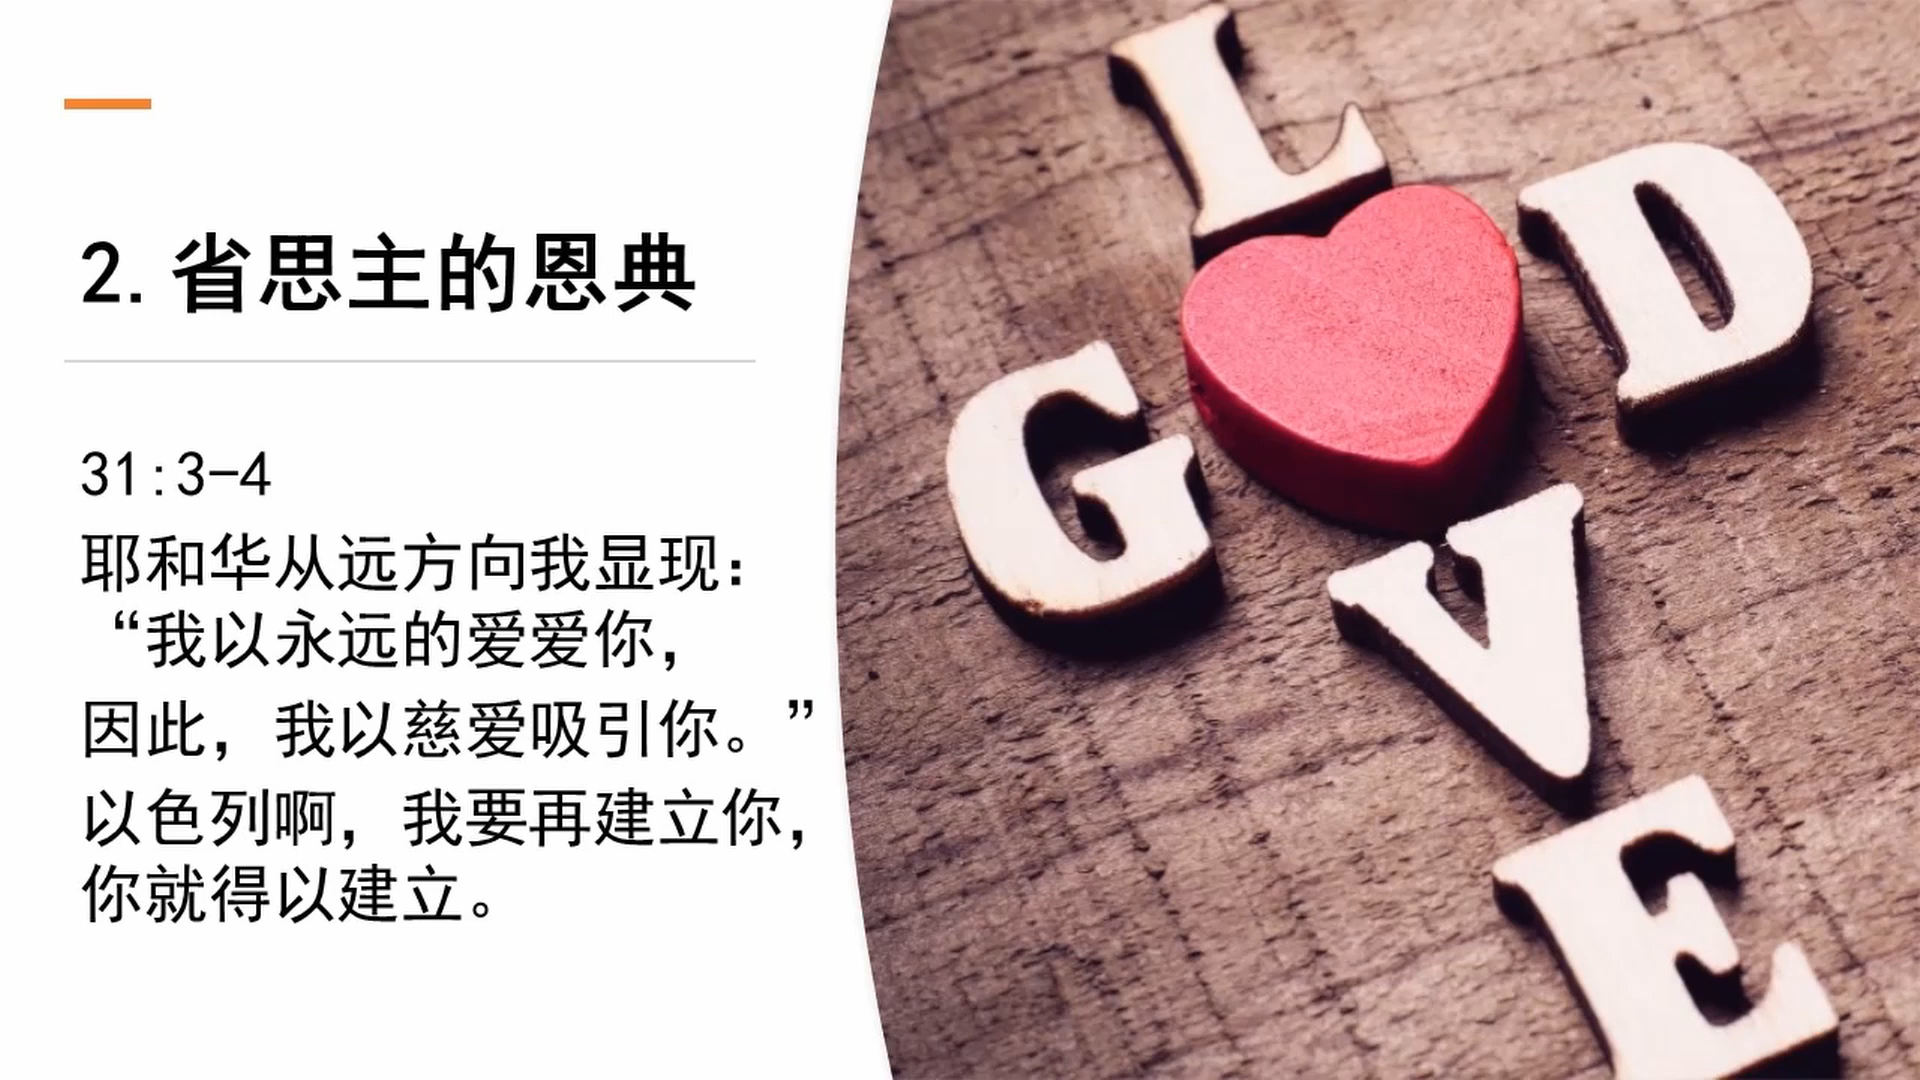 2.省思主的恩典
31:3-4
耶和华从远方向我显现：
“我以永远的爱爱你，
因此，我以慈爱吸引你。”
以色列啊，我要再建立你，
你就得以建立。
L
G D
V
E